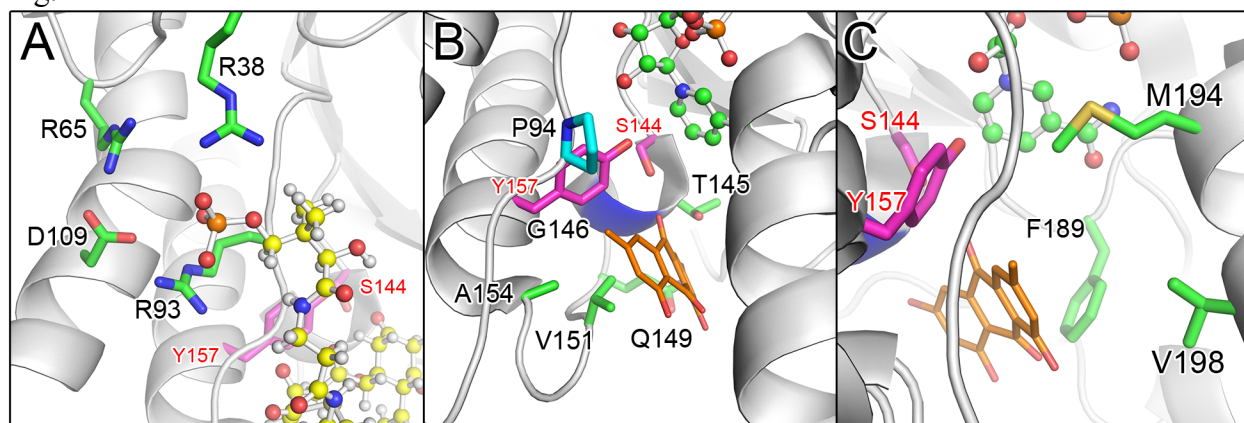 A
R38
R65
D109
R93
S144
Y157
B
P94
S144
Y157
T145
G146
A154
V151
Q149
C
M194
S144
Y157
F189
V198